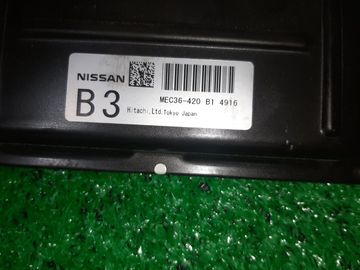 NISSAN
MEC36-420 B1 4916
B3
Hitachi,Ltd.Tokyo Japan